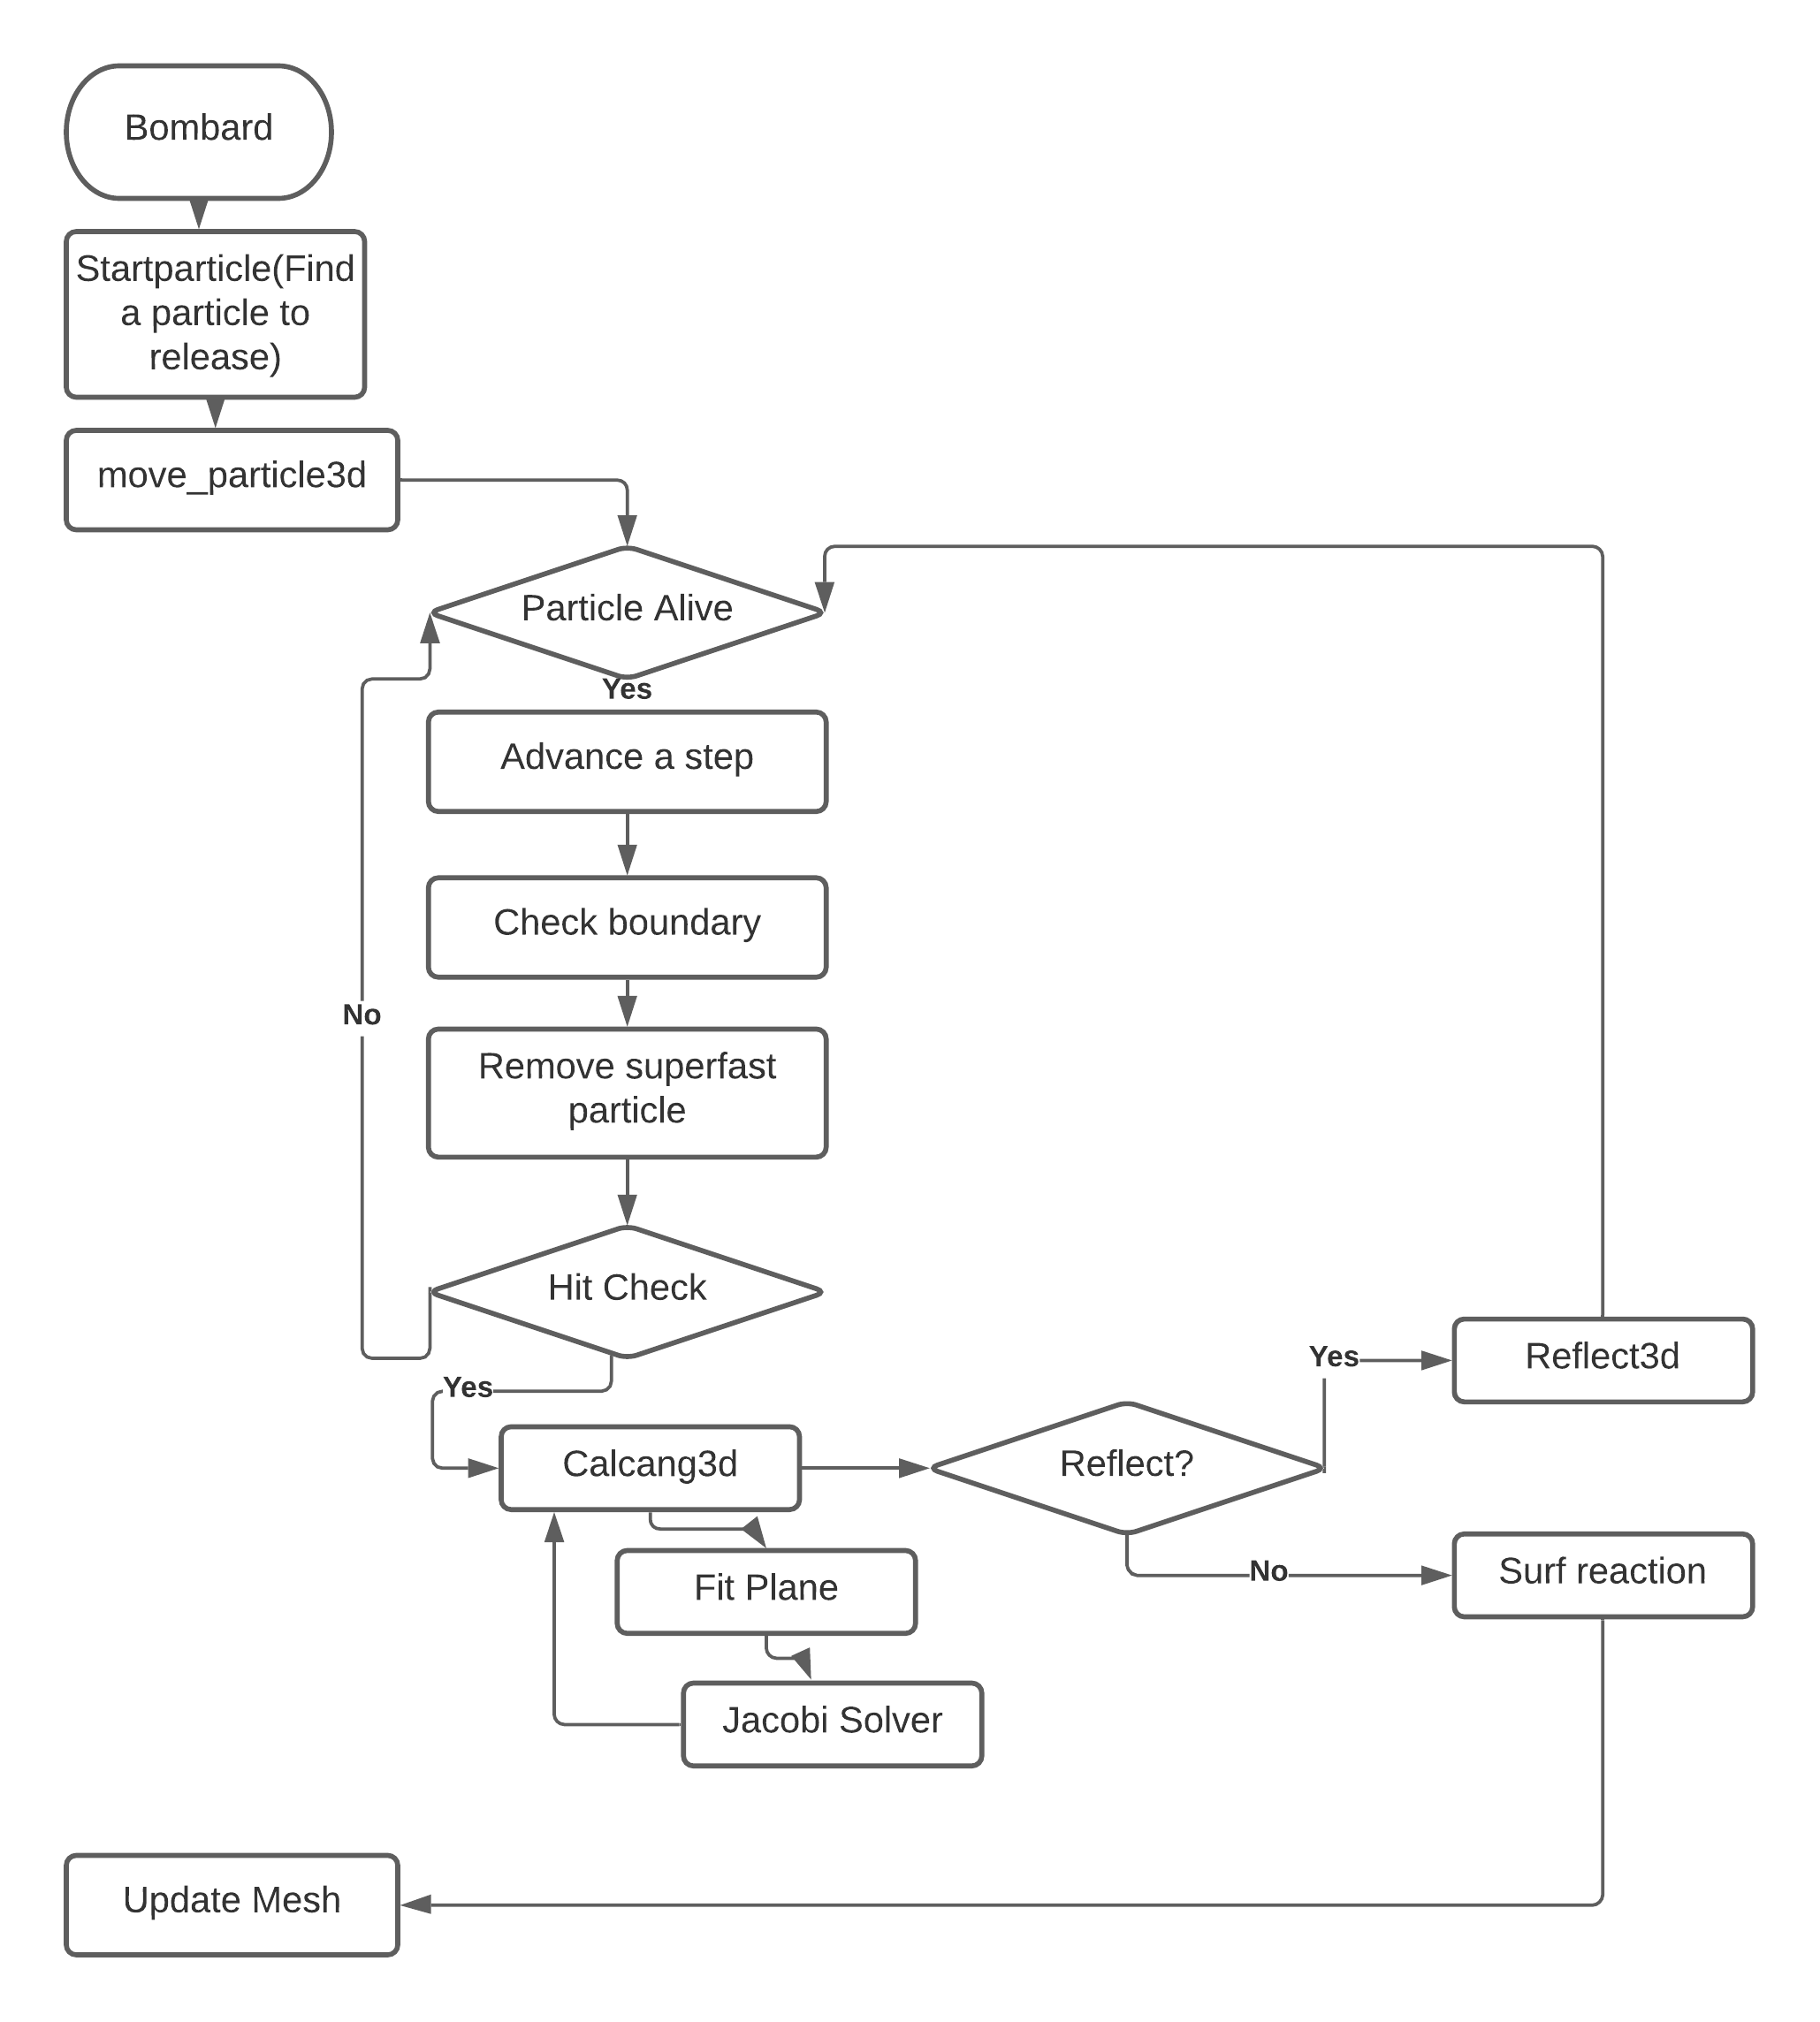 Bombard
Startparticle(Find
a particle to
release)
move_particle3d
Particle Alive
Yes
Advance a step
Check boundary
No
Remove superfast
particle
Hit Check
Yes
Calcang3d
Reflect?
Yes
Reflect3d
No
Surf reaction
Fit Plane
Jacobi Solver
Update Mesh